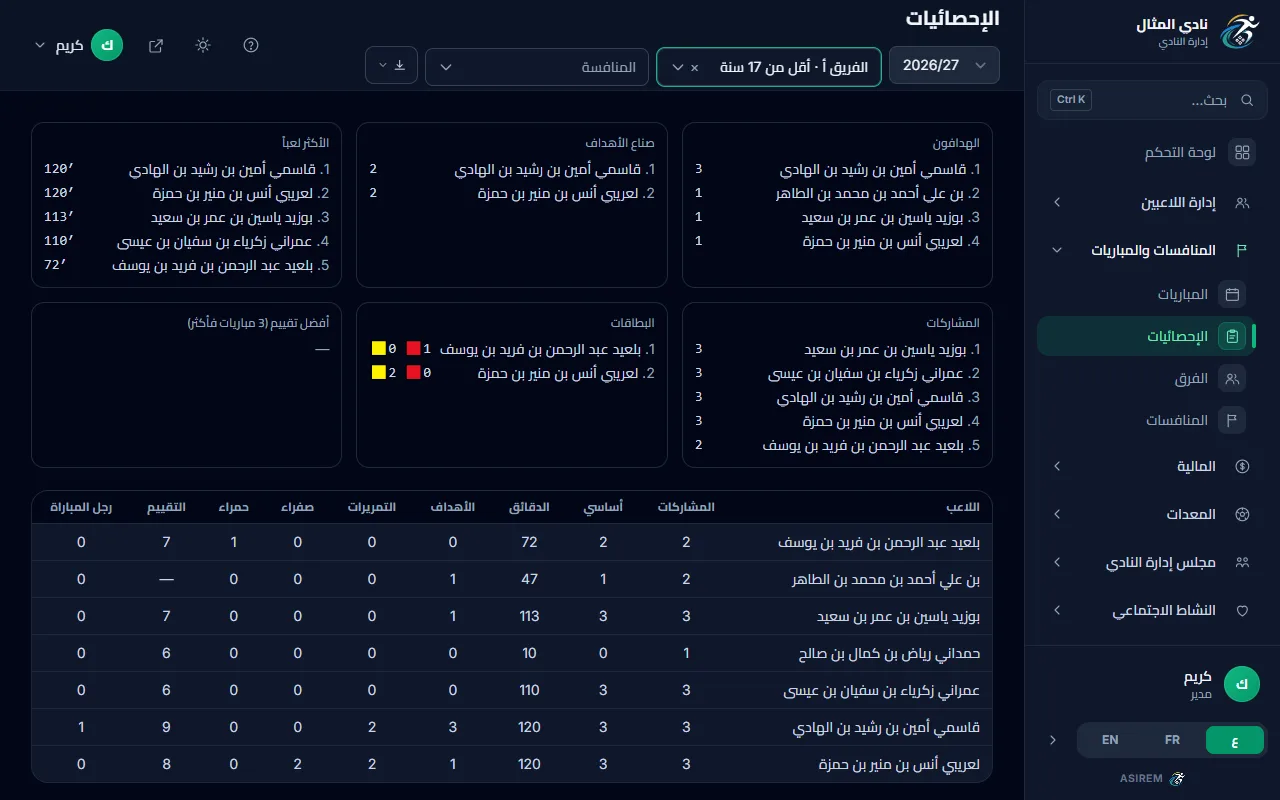 نادي المثال
إدارة النادي
بحث...
Ctrl K
لوحة التحكم
إدارة اللاعبين
المنافسات والمباريات
المباريات
الإحصائيات
الفرق
المنافسات
المالية
المعدات
مجلس إدارة النادي
النشاط الاجتماعي
ك
كريم
مدير
ع FR EN
ASIREM
الإحصائيات
2026/27
الفريق أ · أقل من 17 سنة ×
المنافسة
ك كريم
الهدافون
1. قاسمي أمين بن رشيد بن الهادي 3
2. بن علي أحمد بن محمد بن الطاهر 1
3. بوزيد ياسين بن عمر بن سعيد 1
4. لعريبي أنس بن منير بن حمزة 1
صناع الأهداف
1. قاسمي أمين بن رشيد بن الهادي 2
2. لعريبي أنس بن منير بن حمزة 2
الأكثر لعباً
1. قاسمي أمين بن رشيد بن الهادي 120′
2. لعريبي أنس بن منير بن حمزة 120′
3. بوزيد ياسين بن عمر بن سعيد 113′
4. عمراني زكرياء بن سفيان بن عيسى 110′
5. بلعيد عبد الرحمن بن فريد بن يوسف 72′
المشاركات
1. بوزيد ياسين بن عمر بن سعيد 3
2. عمراني زكرياء بن سفيان بن عيسى 3
3. قاسمي أمين بن رشيد بن الهادي 3
4. لعريبي أنس بن منير بن حمزة 3
5. بلعيد عبد الرحمن بن فريد بن يوسف 2
البطاقات
1. بلعيد عبد الرحمن بن فريد بن يوسف 1 0
2. لعريبي أنس بن منير بن حمزة 0 2
أفضل تقييم (3 مباريات فأكثر)
—
اللاعب المشاركات أساسي الدقائق الأهداف التمريرات صفراء حمراء التقييم رجل المباراة
بلعيد عبد الرحمن بن فريد بن يوسف 2 2 72 0 0 0 1 7 0
بن علي أحمد بن محمد بن الطاهر 2 1 47 1 0 0 0 — 0
بوزيد ياسين بن عمر بن سعيد 3 3 113 1 0 0 0 7 0
حمداني رياض بن كمال بن صالح 1 0 10 0 0 0 0 6 0
عمراني زكرياء بن سفيان بن عيسى 3 3 110 0 0 0 0 6 0
قاسمي أمين بن رشيد بن الهادي 3 3 120 3 2 0 0 9 1
لعريبي أنس بن منير بن حمزة 3 3 120 1 2 2 0 8 0